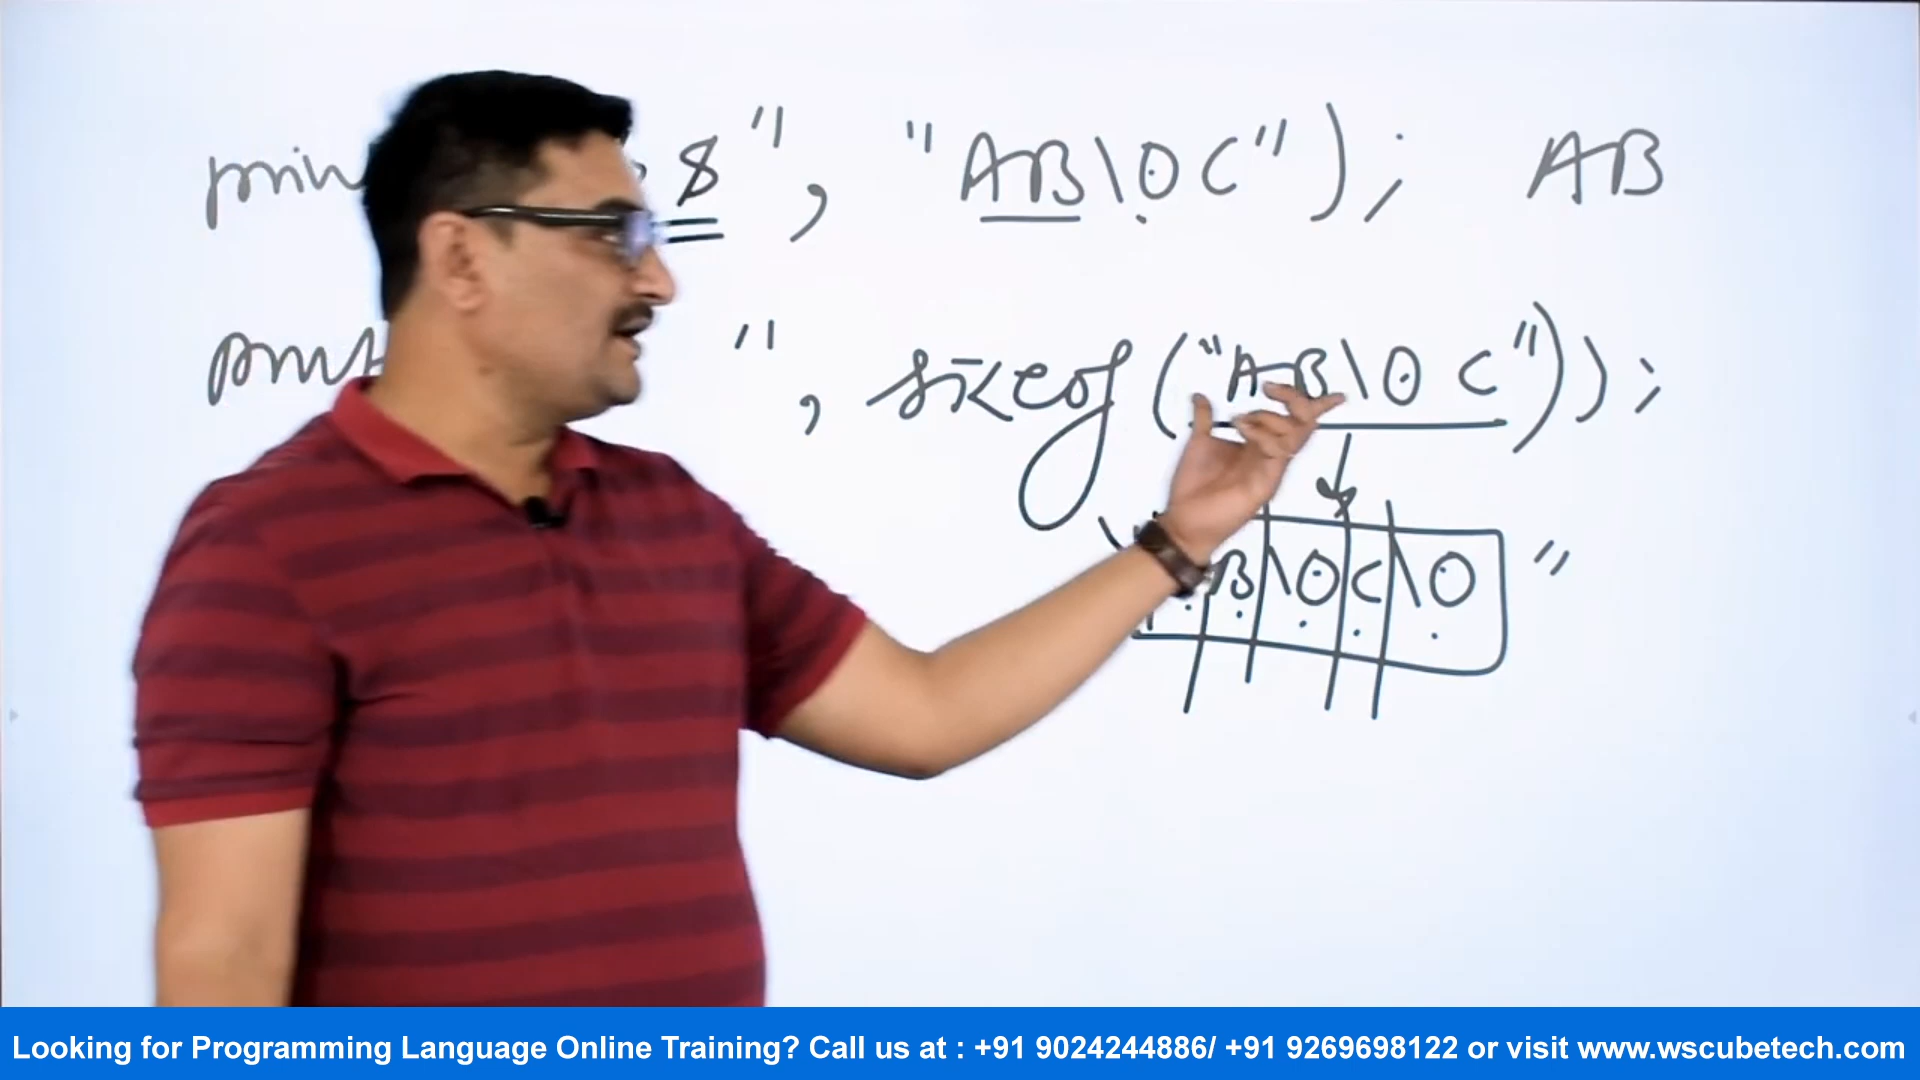 s", "AB\0C"); AB
", sizeof("AB\0C"));
B\0C\0"
Looking for Programming Language Online Training? Call us at : +91 9024244886/ +91 9269698122 or visit www.wscubetech.com